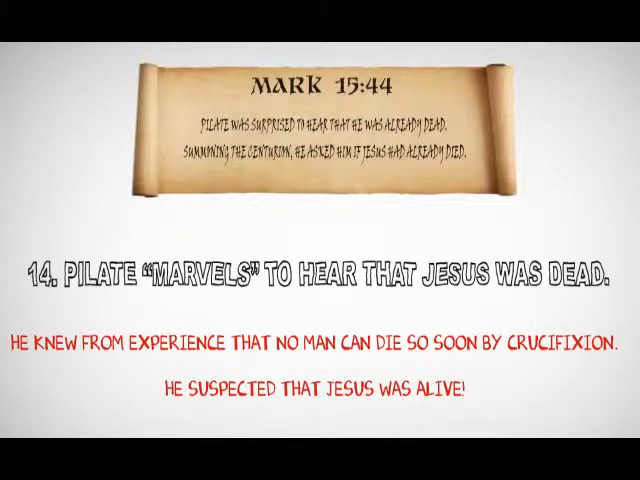 MARK 15:44
PILATE WAS SURPRISED TO HEAR THAT HE WAS ALREADY DEAD.
SUMMONING THE CENTURION, HE ASKED HIM IF JESUS HAD ALREADY DIED.
14. PILATE “MARVELS” TO HEAR THAT JESUS WAS DEAD.
HE KNEW FROM EXPERIENCE THAT NO MAN CAN DIE SO SOON BY CRUCIFIXION.
HE SUSPECTED THAT JESUS WAS ALIVE!